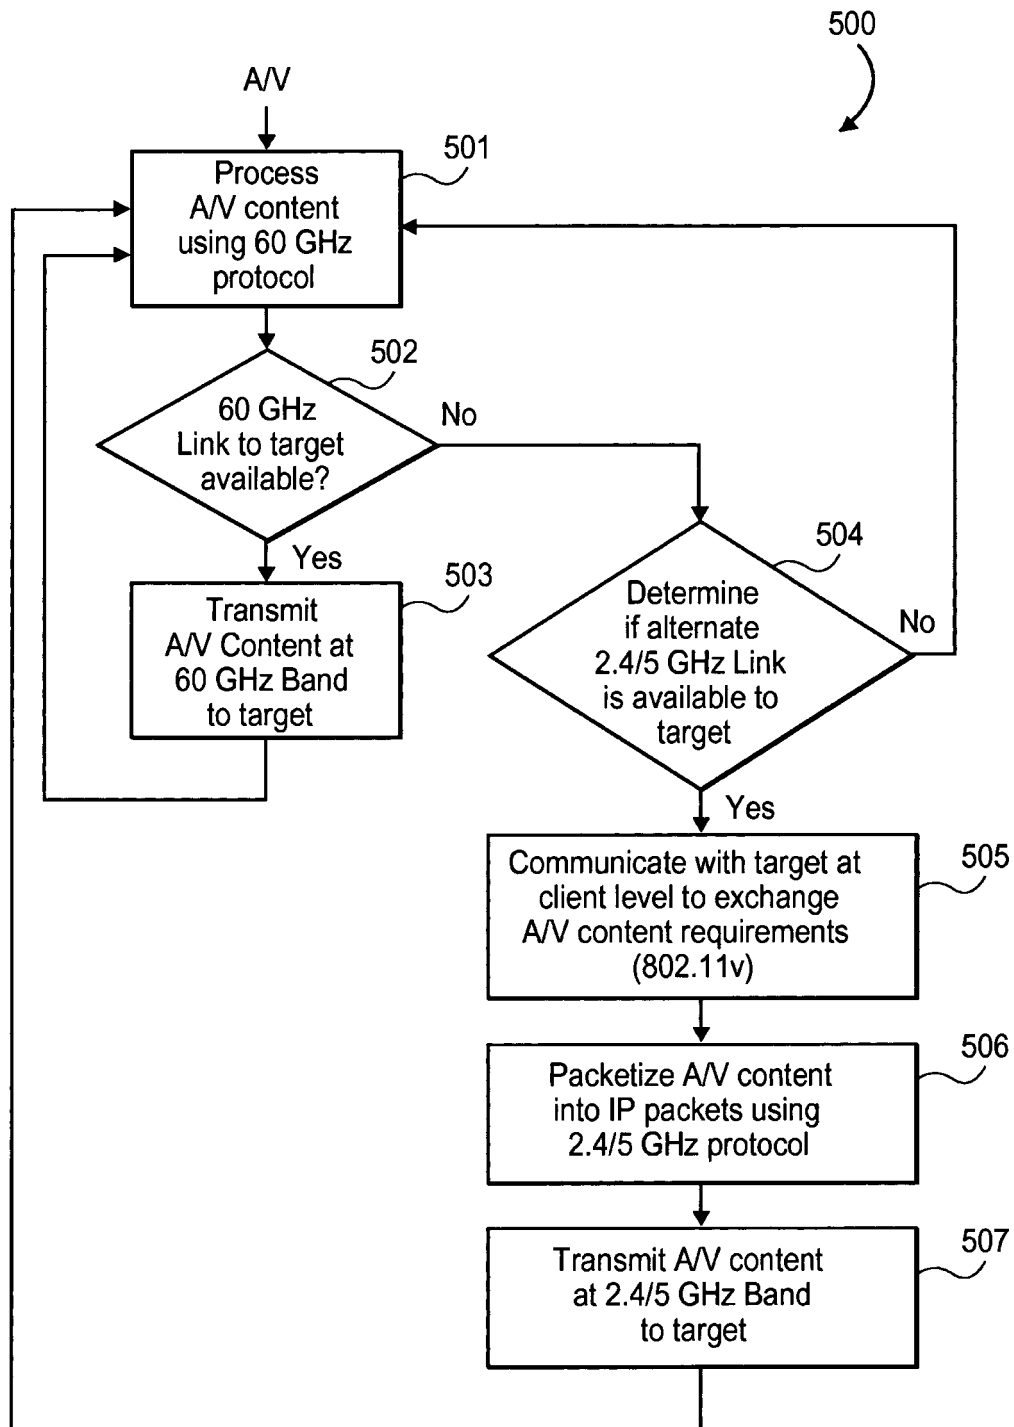 500
A/V
501
Process
A/V content
using 60 GHz
protocol
502
60 GHz
Link to target
available?
No
Yes
503
Transmit
A/V Content at
60 GHz Band
to target
504
Determine
if alternate
2.4/5 GHz Link
is available to
target
No
Yes
505
Communicate with target at
client level to exchange
A/V content requirements
(802.11v)
506
Packetize A/V content
into IP packets using
2.4/5 GHz protocol
507
Transmit A/V content
at 2.4/5 GHz Band
to target